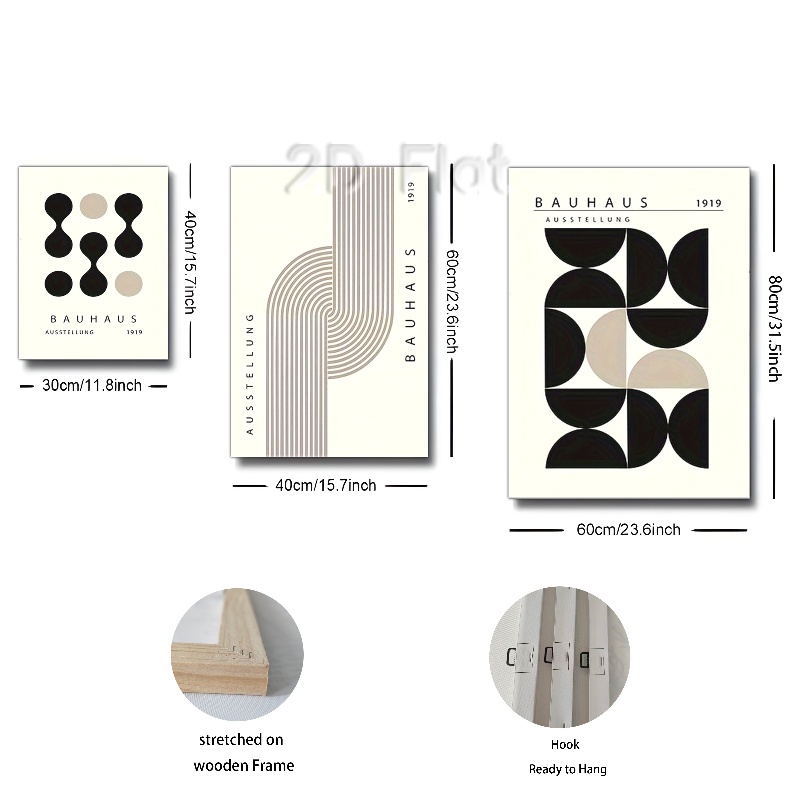 2D Flat
BAUHAUS
AUSSTELLUNG 1919
40cm/15.7inch
30cm/11.8inch
AUSSTELLUNG
BAUHAUS 1919
60cm/23.6inch
40cm/15.7inch
BAUHAUS 1919
AUSSTELLUNG
80cm/31.5inch
60cm/23.6inch
stretched on
wooden Frame
Hook
Ready to Hang